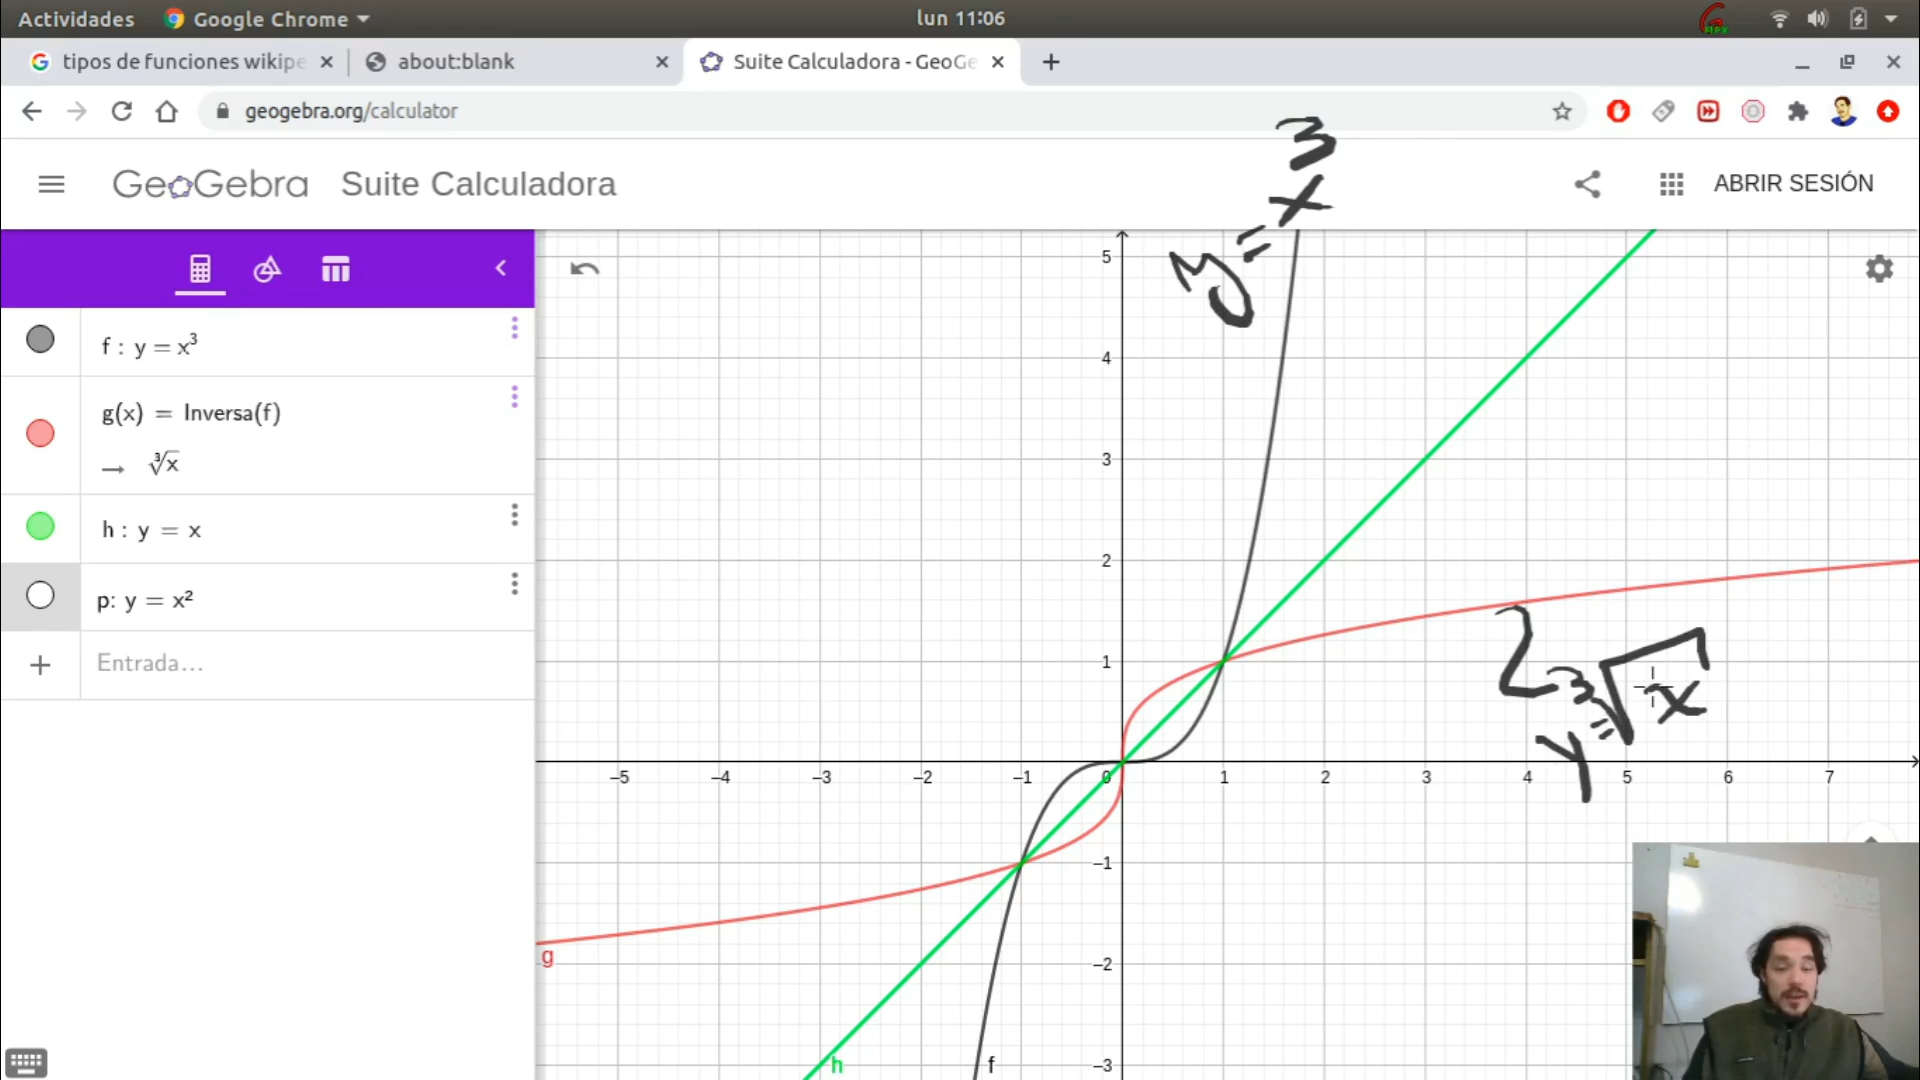 Actividades Google Chrome lun 11:06
tipos de funciones wikipe about:blank Suite Calculadora - GeoGe
geogebra.org/calculator
GeoGebra Suite Calculadora ABRIR SESIÓN
f : y = x³
g(x) = Inversa(f)
→ ∛x
h : y = x
p: y = x²
Entrada...
y = x³
2
y = ∛x
5
4
3
2
1
−5 −4 −3 −2 −1 0 1 2 3 4 5 6 7
−1
−2
−3
g
h
f